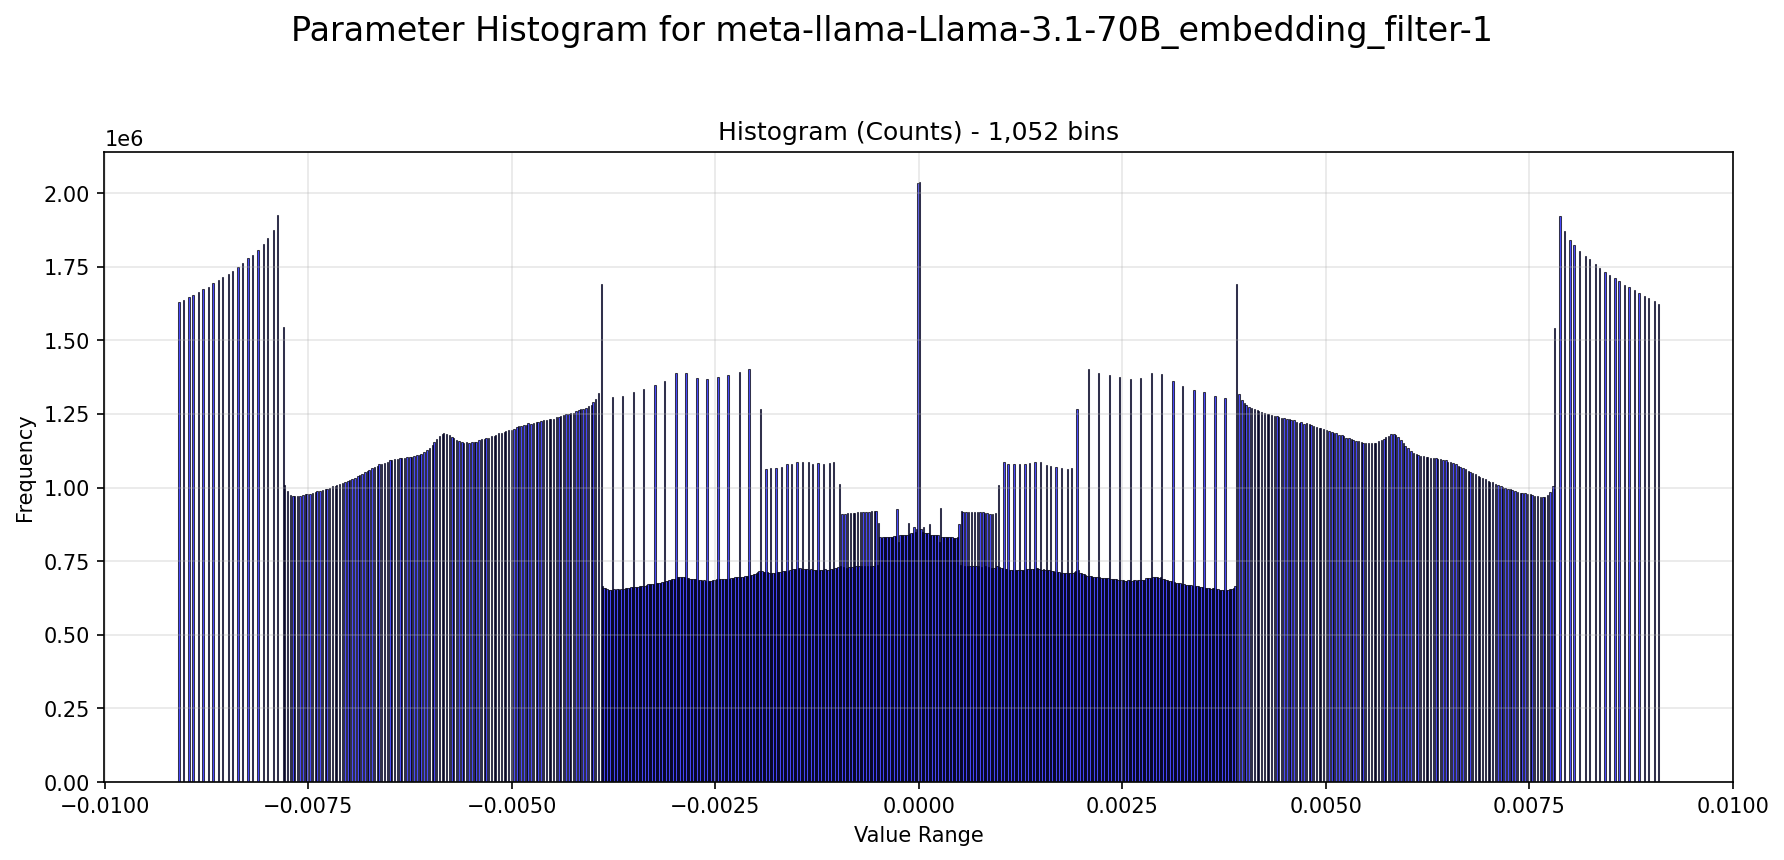 Parameter Histogram for meta-llama-Llama-3.1-70B_embedding_filter-1
Histogram (Counts) - 1,052 bins
1e6
2.00
1.75
1.50
1.25
1.00
0.75
0.50
0.25
0.00
Frequency
−0.0100 −0.0075 −0.0050 −0.0025 0.0000 0.0025 0.0050 0.0075 0.0100
Value Range